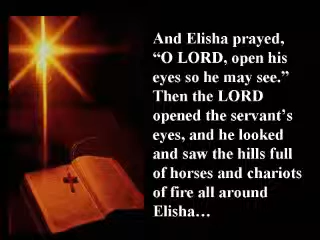 And Elisha prayed,
“O LORD, open his
eyes so he may see.”
Then the LORD
opened the servant’s
eyes, and he looked
and saw the hills full
of horses and chariots
of fire all around
Elisha…